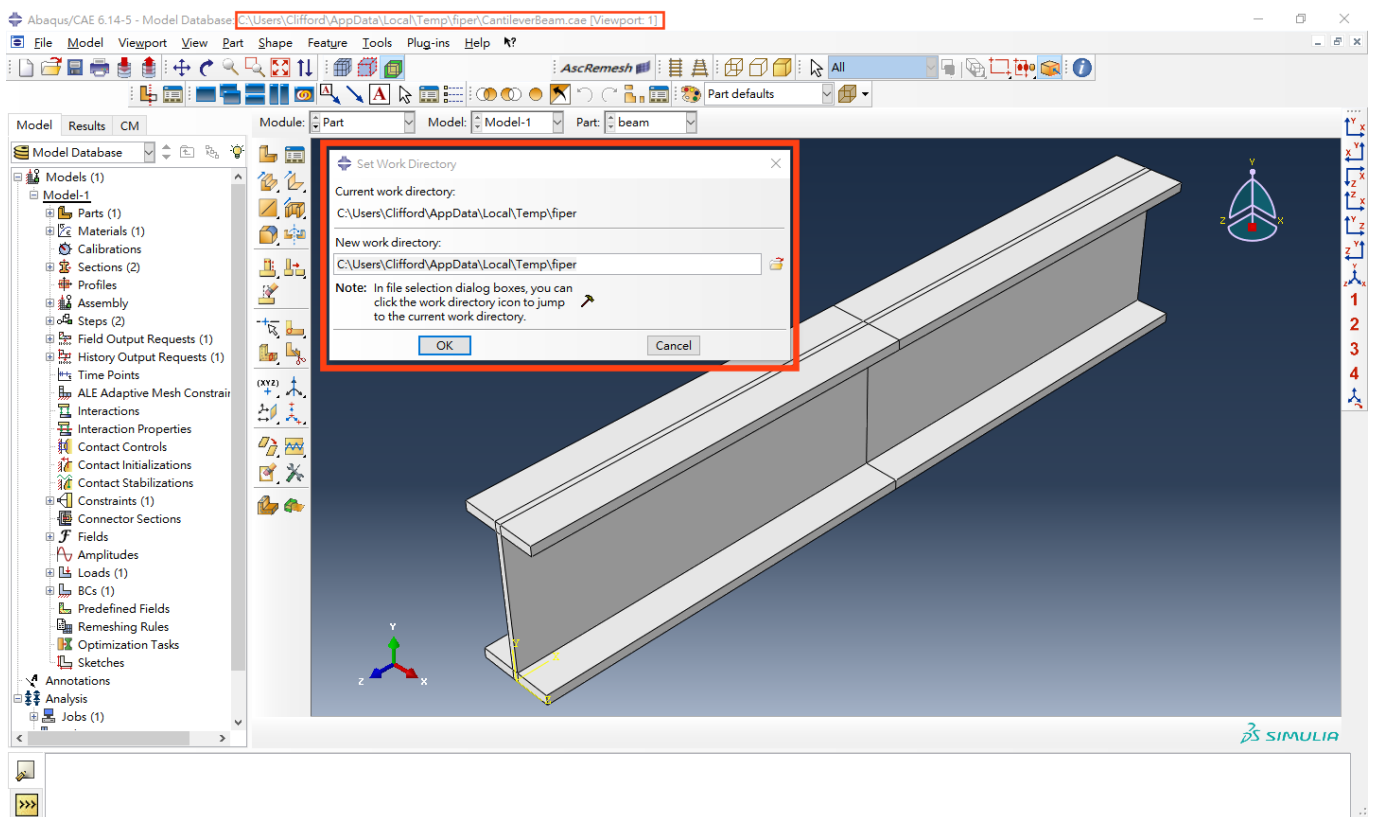 Abaqus/CAE 6.14-5 - Model Database: C:\Users\Clifford\AppData\Local\Temp\fiper\CantileverBeam.cae [Viewport: 1]
File Model Viewport View Part Shape Feature Tools Plug-ins Help
AscRemesh All
Part defaults
Model Results CM
Module: Part Model: Model-1 Part: beam
Model Database
Models (1)
Model-1
Parts (1)
Materials (1)
Calibrations
Sections (2)
Profiles
Assembly
Steps (2)
Field Output Requests (1)
History Output Requests (1)
Time Points
ALE Adaptive Mesh Constrair
Interactions
Interaction Properties
Contact Controls
Contact Initializations
Contact Stabilizations
Constraints (1)
Connector Sections
Fields
Amplitudes
Loads (1)
BCs (1)
Predefined Fields
Remeshing Rules
Optimization Tasks
Sketches
Annotations
Analysis
Jobs (1)
(XYZ)
Set Work Directory
Current work directory:
C:\Users\Clifford\AppData\Local\Temp\fiper
New work directory:
C:\Users\Clifford\AppData\Local\Temp\fiper
Note: In file selection dialog boxes, you can
click the work directory icon to jump
to the current work directory.
OK Cancel
Y
Z X
Y
Z X
1
2
3
4
SIMULIA
>>>